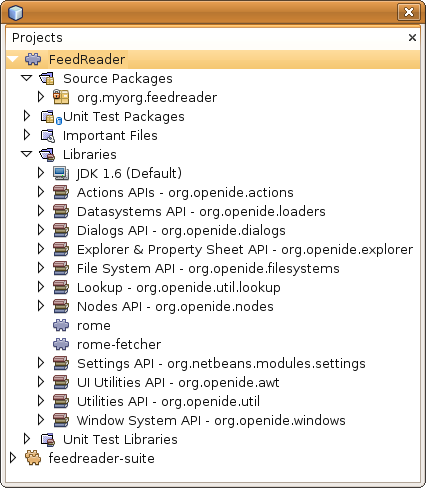 Projects
FeedReader
Source Packages
org.myorg.feedreader
Unit Test Packages
Important Files
Libraries
JDK 1.6 (Default)
Actions APIs - org.openide.actions
Datasystems API - org.openide.loaders
Dialogs API - org.openide.dialogs
Explorer & Property Sheet API - org.openide.explorer
File System API - org.openide.filesystems
Lookup - org.openide.util.lookup
Nodes API - org.openide.nodes
rome
rome-fetcher
Settings API - org.netbeans.modules.settings
UI Utilities API - org.openide.awt
Utilities API - org.openide.util
Window System API - org.openide.windows
Unit Test Libraries
feedreader-suite